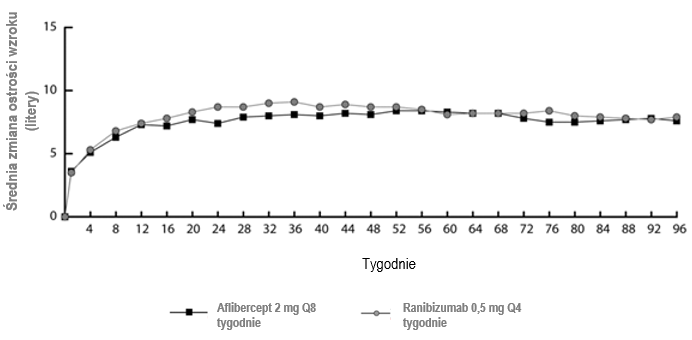 Średnia zmiana ostrości wzroku
(litery)
15
10
5
0
4 8 12 16 20 24 28 32 36 40 44 48 52 56 60 64 68 72 76 80 84 88 92 96
Tygodnie
Aflibercept 2 mg Q8
tygodnie
Ranibizumab 0,5 mg Q4
tygodnie